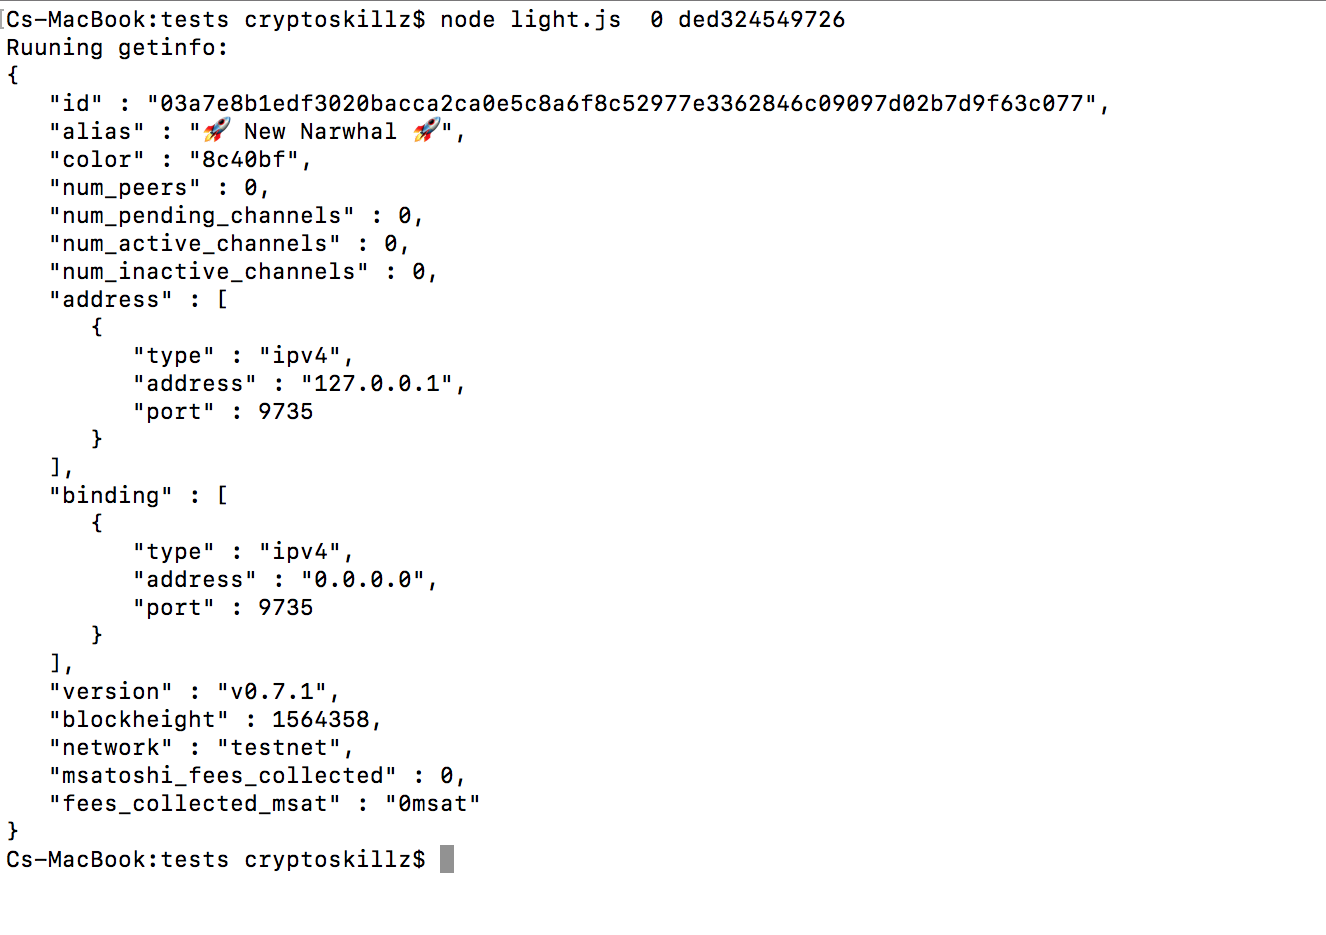 Cs-MacBook:tests cryptoskillz$ node light.js  0 ded324549726
Ruuning getinfo:
{
   "id" : "03a7e8b1edf3020bacca2ca0e5c8a6f8c52977e3362846c09097d02b7d9f63c077",
   "alias" : "🚀 New Narwhal 🚀",
   "color" : "8c40bf",
   "num_peers" : 0,
   "num_pending_channels" : 0,
   "num_active_channels" : 0,
   "num_inactive_channels" : 0,
   "address" : [
      {
         "type" : "ipv4",
         "address" : "127.0.0.1",
         "port" : 9735
      }
   ],
   "binding" : [
      {
         "type" : "ipv4",
         "address" : "0.0.0.0",
         "port" : 9735
      }
   ],
   "version" : "v0.7.1",
   "blockheight" : 1564358,
   "network" : "testnet",
   "msatoshi_fees_collected" : 0,
   "fees_collected_msat" : "0msat"
}
Cs-MacBook:tests cryptoskillz$